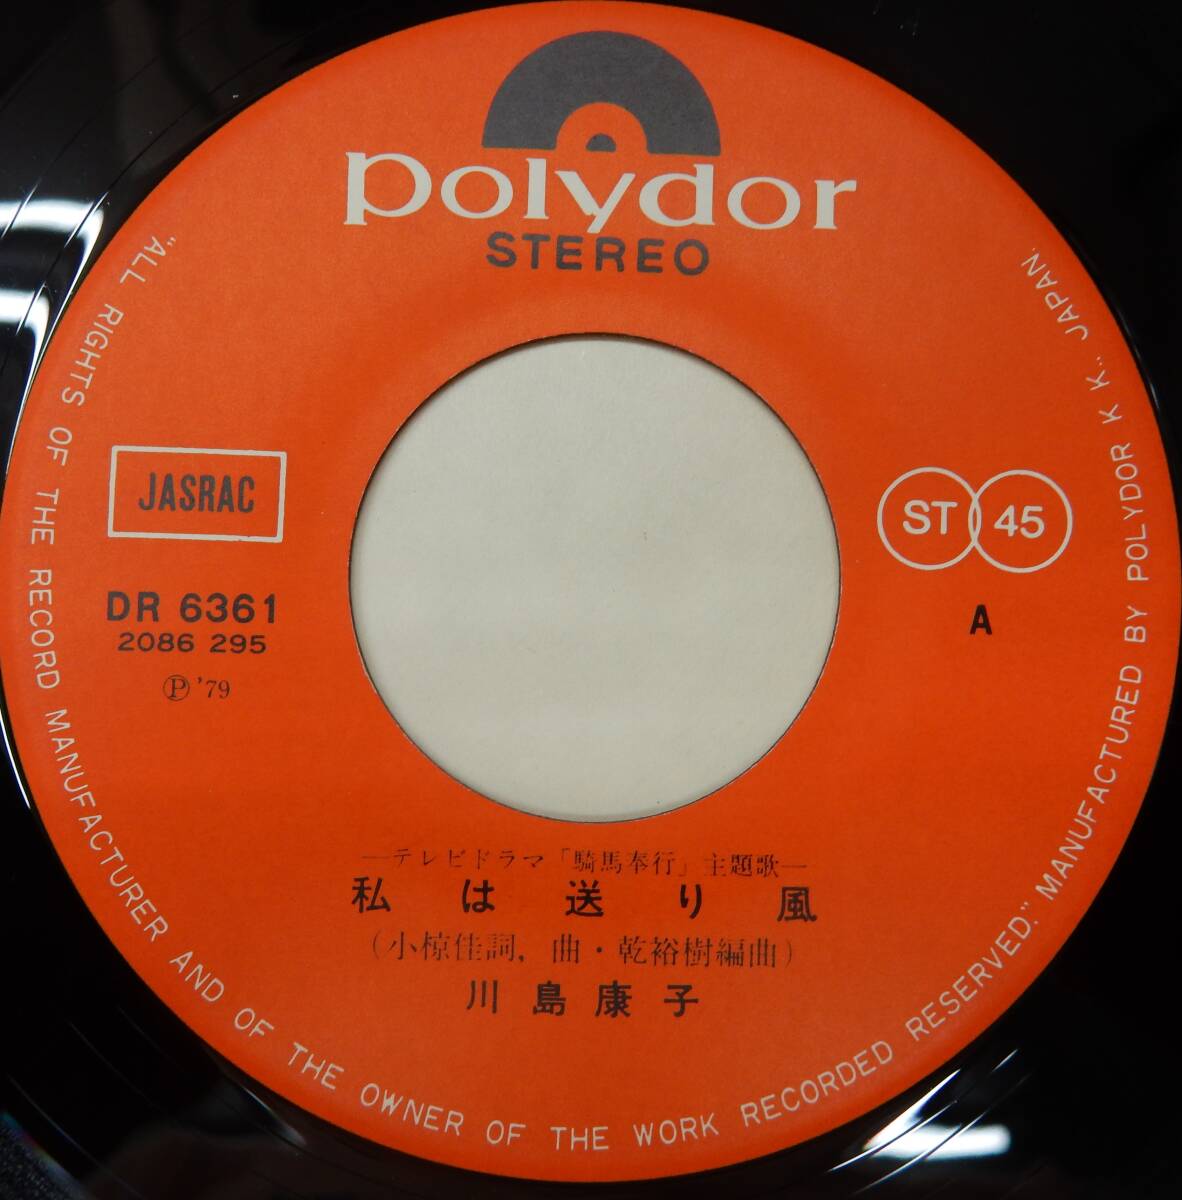 polydor
STEREO
JASRAC
DR 6361
2086 295
Ⓟ '79
ST 45
A
—テレビドラマ「騎馬奉行」主題歌—
私は送り風
(小椋佳詞, 曲・乾裕樹編曲)
川島康子
"ALL RIGHTS OF THE RECORD MANUFACTURER AND OF THE OWNER OF THE WORK RECORDED RESERVED." MANUFACTURED BY POLYDOR K K., JAPAN.